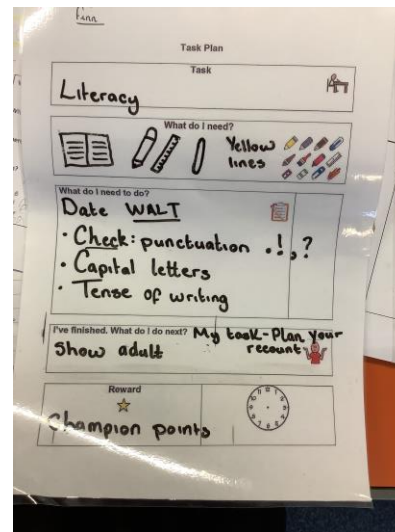 Finn
Task Plan
Task
Literacy
What do I need?
Yellow
lines
What do I need to do?
Date WALT
• Check: punctuation . ! , ?
• Capital letters
• Tense of writing
I've finished. What do I do next? My task-Plan your
Show adult recount
Reward
Champion points